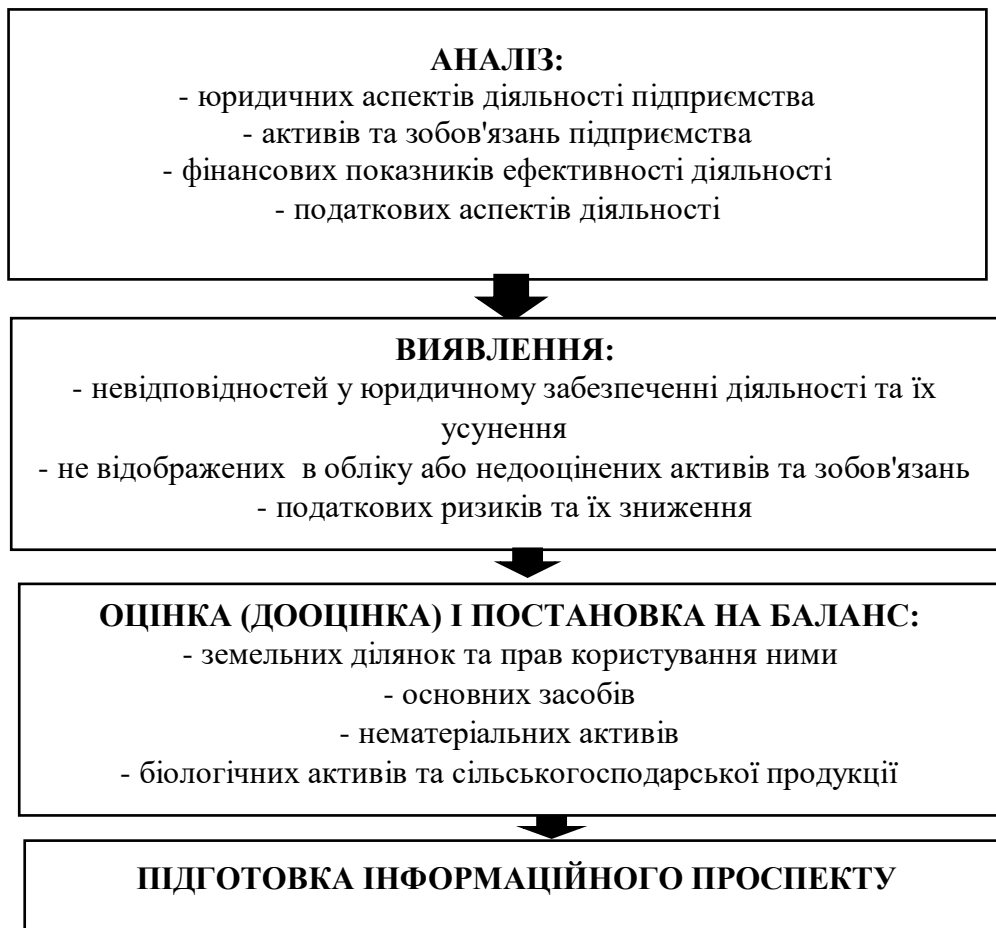 АНАЛІЗ:
- юридичних аспектів діяльності підприємства
- активів та зобов'язань підприємства
- фінансових показників ефективності діяльності
- податкових аспектів діяльності
ВИЯВЛЕННЯ:
- невідповідностей у юридичному забезпеченні діяльності та їх
усунення
- не відображених в обліку або недооцінених активів та зобов'язань
- податкових ризиків та їх зниження
ОЦІНКА (ДООЦІНКА) І ПОСТАНОВКА НА БАЛАНС:
- земельних ділянок та прав користування ними
- основних засобів
- нематеріальних активів
- біологічних активів та сільськогосподарської продукції
ПІДГОТОВКА ІНФОРМАЦІЙНОГО ПРОСПЕКТУ